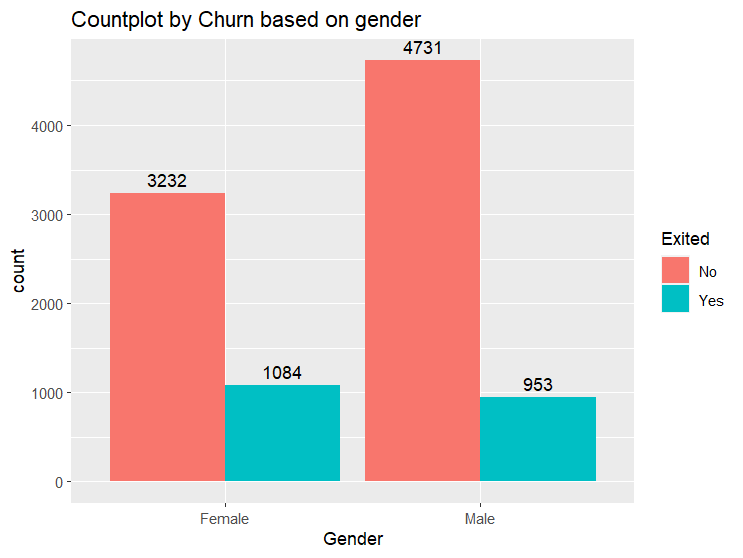 Countplot by Churn based on gender
4731
3232
1084
953
4000
3000
2000
1000
0
count
Female
Male
Gender
Exited
No
Yes